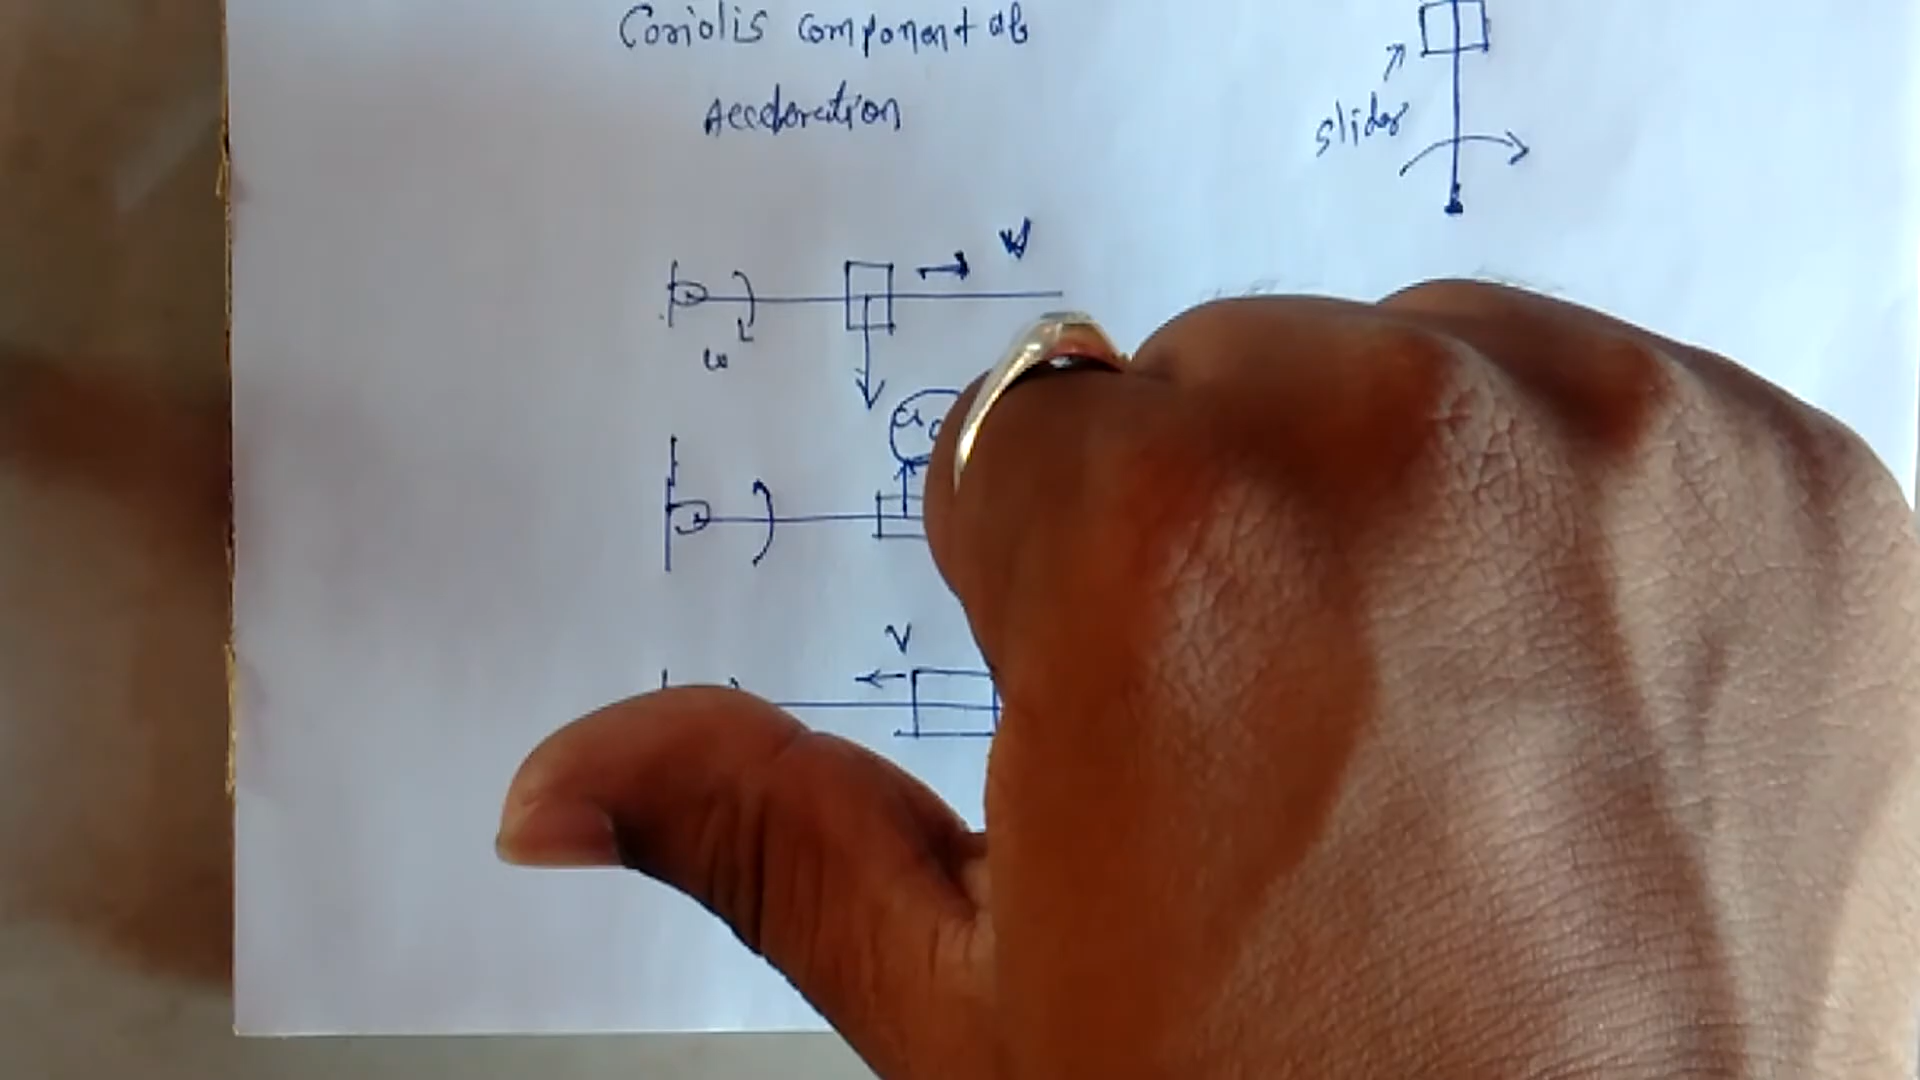 Coriolis component of
Acceleration
slider
V
ω
V